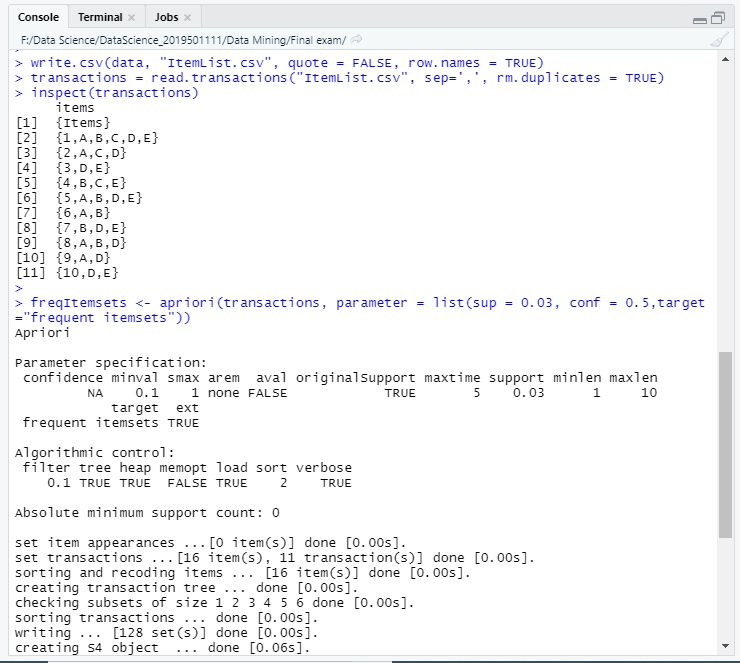 Console Terminal Jobs
F:/Data Science/DataScience_2019501111/Data Mining/Final exam/
> write.csv(data, "ItemList.csv", quote = FALSE, row.names = TRUE)
> transactions = read.transactions("ItemList.csv", sep=',', rm.duplicates = TRUE)
> inspect(transactions)
     items
[1]  {Items}
[2]  {1,A,B,C,D,E}
[3]  {2,A,C,D}
[4]  {3,D,E}
[5]  {4,B,C,E}
[6]  {5,A,B,D,E}
[7]  {6,A,B}
[8]  {7,B,D,E}
[9]  {8,A,B,D}
[10] {9,A,D}
[11] {10,D,E}
>
> freqItemsets <- apriori(transactions, parameter = list(sup = 0.03, conf = 0.5,target
="frequent itemsets"))
Apriori

Parameter specification:
 confidence minval smax arem  aval originalSupport maxtime support minlen maxlen
         NA    0.1    1 none FALSE            TRUE       5    0.03      1     10
            target  ext
 frequent itemsets TRUE

Algorithmic control:
 filter tree heap memopt load sort verbose
    0.1 TRUE TRUE  FALSE TRUE    2    TRUE

Absolute minimum support count: 0

set item appearances ...[0 item(s)] done [0.00s].
set transactions ...[16 item(s), 11 transaction(s)] done [0.00s].
sorting and recoding items ... [16 item(s)] done [0.00s].
creating transaction tree ... done [0.00s].
checking subsets of size 1 2 3 4 5 6 done [0.00s].
sorting transactions ... done [0.00s].
writing ... [128 set(s)] done [0.00s].
creating S4 object  ... done [0.06s].